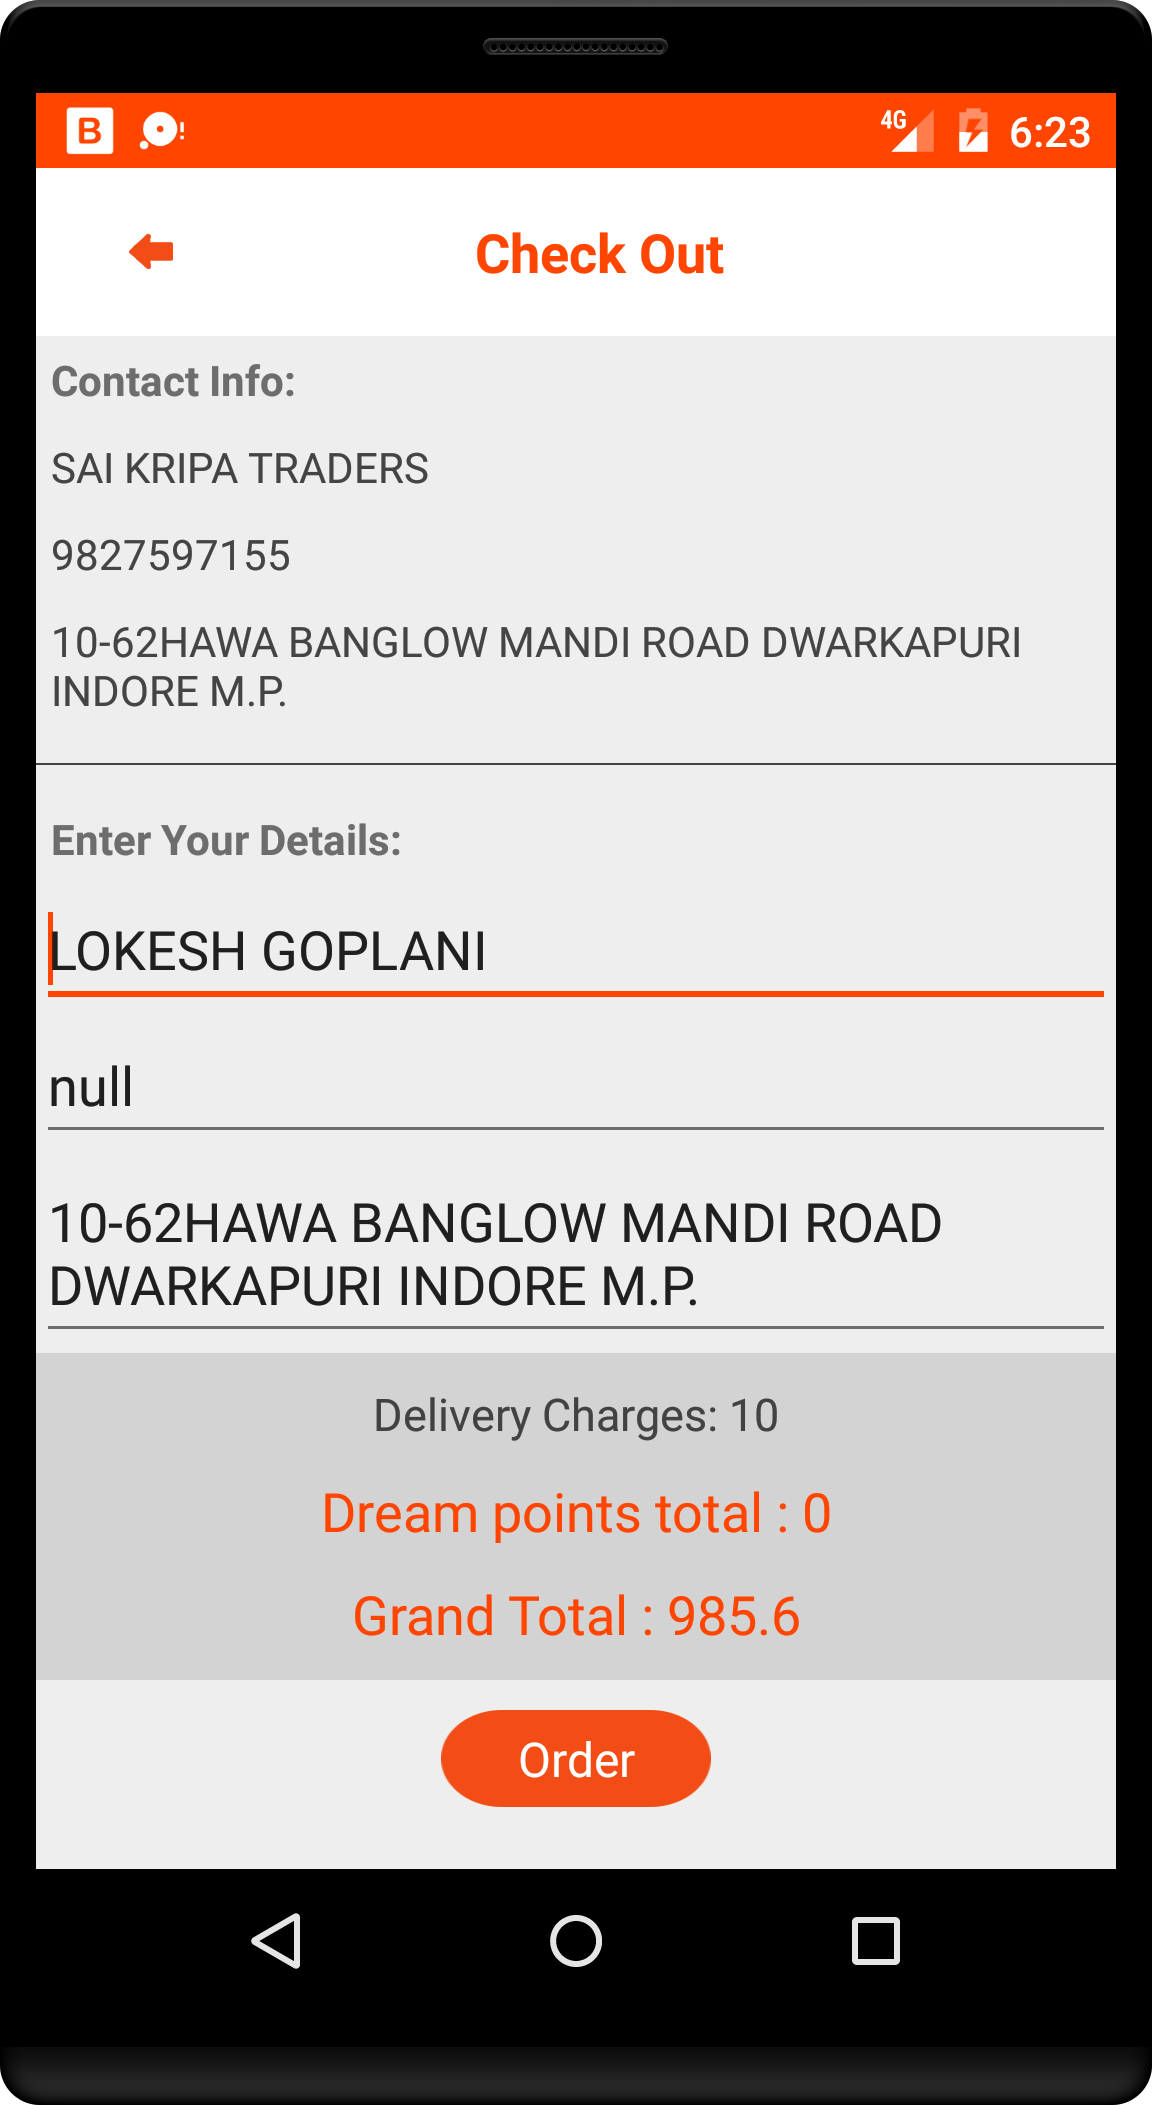 B
!
4G
6:23
Check Out
Contact Info:
SAI KRIPA TRADERS
9827597155
10-62HAWA BANGLOW MANDI ROAD DWARKAPURI
INDORE M.P.
Enter Your Details:
LOKESH GOPLANI
null
10-62HAWA BANGLOW MANDI ROAD
DWARKAPURI INDORE M.P.
Delivery Charges: 10
Dream points total : 0
Grand Total : 985.6
Order